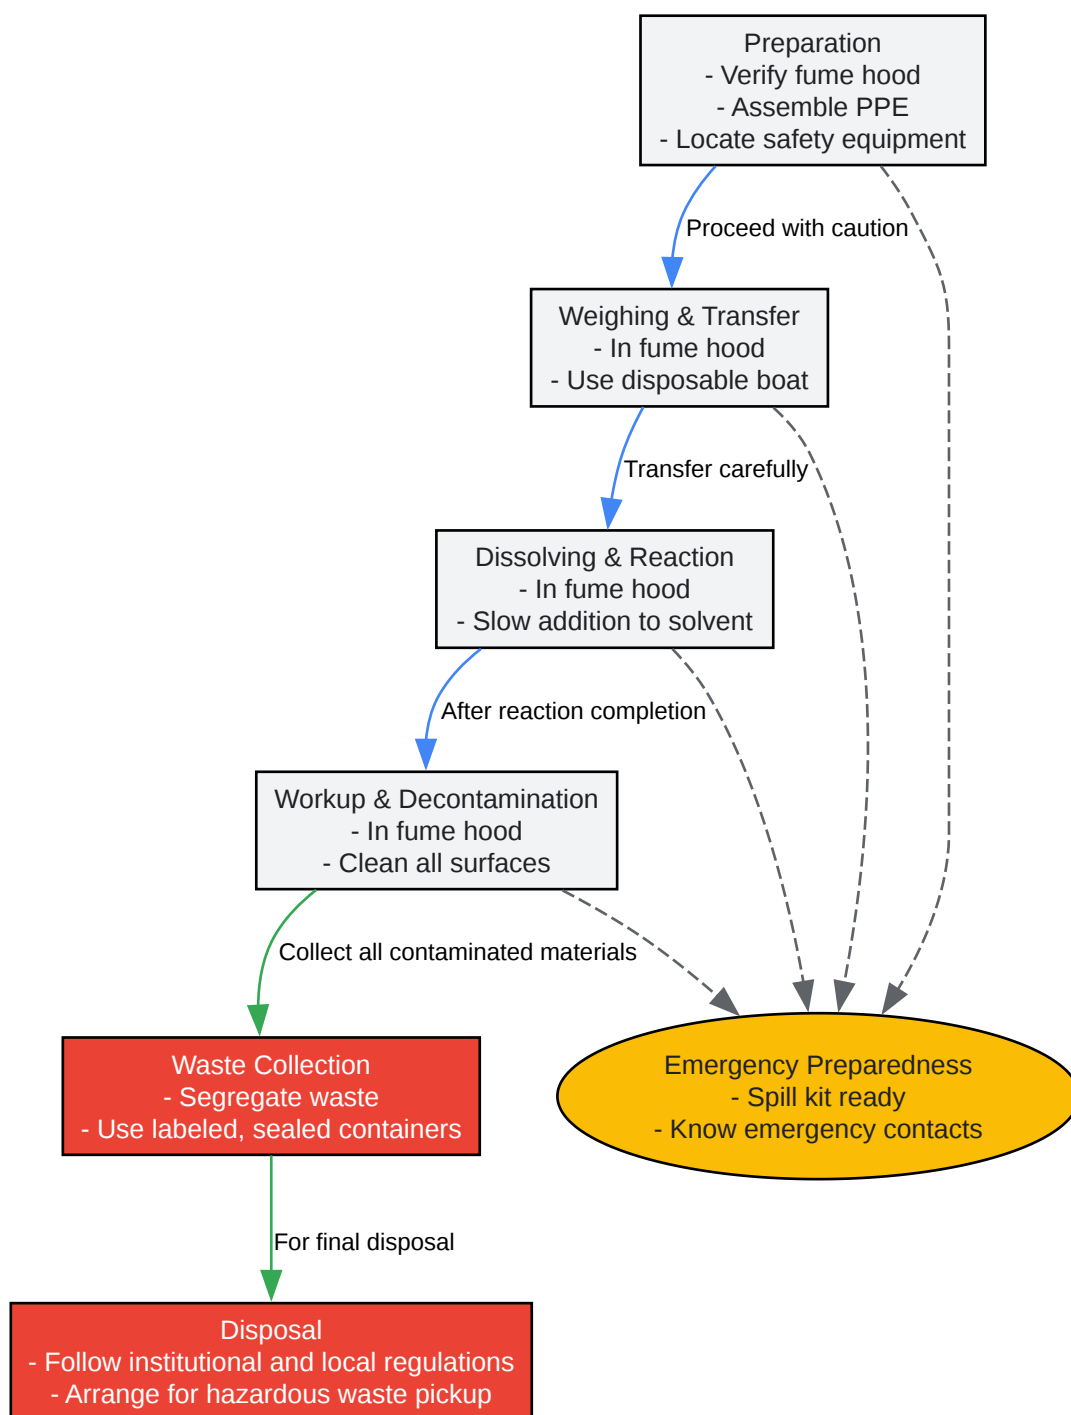 Preparation
- Verify fume hood
- Assemble PPE
- Locate safety equipment
Proceed with caution
Weighing & Transfer
- In fume hood
- Use disposable boat
Transfer carefully
Dissolving & Reaction
- In fume hood
- Slow addition to solvent
After reaction completion
Workup & Decontamination
- In fume hood
- Clean all surfaces
Collect all contaminated materials
Waste Collection
- Segregate waste
- Use labeled, sealed containers
Emergency Preparedness
- Spill kit ready
- Know emergency contacts
For final disposal
Disposal
- Follow institutional and local regulations
- Arrange for hazardous waste pickup